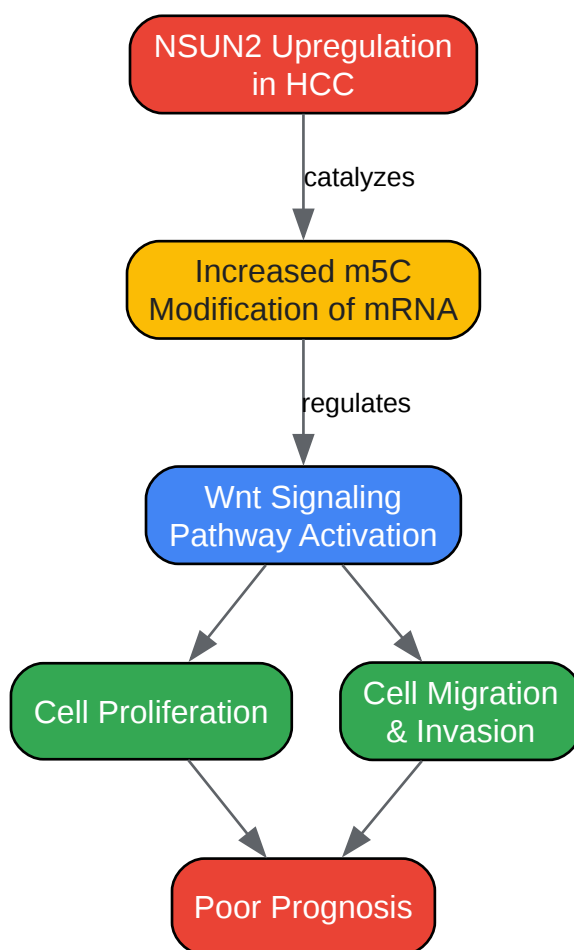 NSUN2 Upregulation
in HCC
catalyzes
Increased m5C
Modification of mRNA
regulates
Wnt Signaling
Pathway Activation
Cell Proliferation
Cell Migration
& Invasion
Poor Prognosis